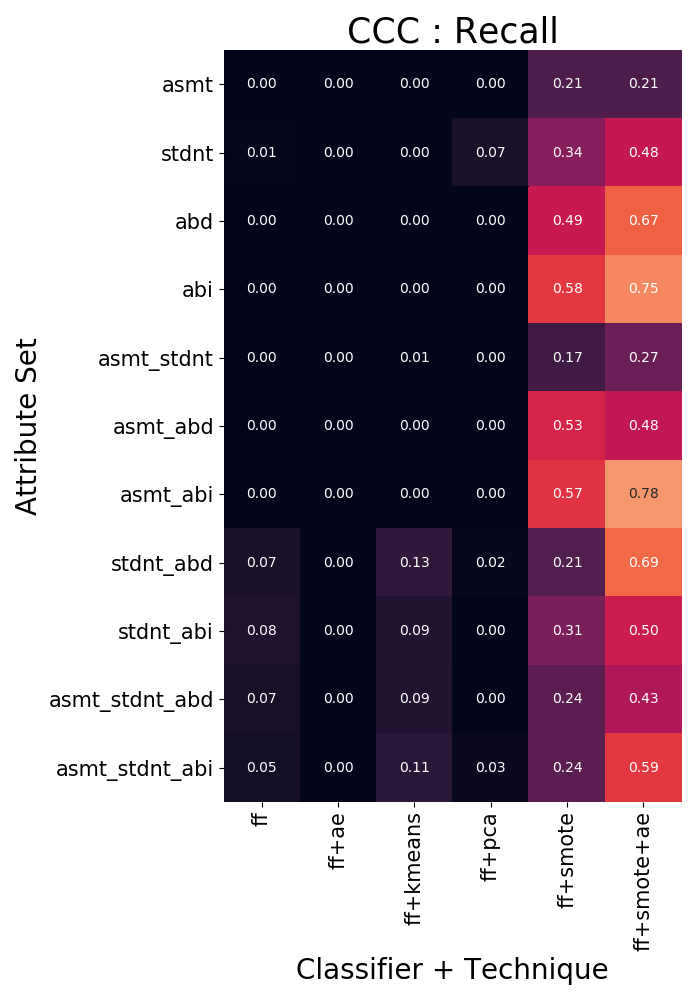 CCC : Recall
Attribute Set
asmt 0.00 0.00 0.00 0.00 0.21 0.21
stdnt 0.01 0.00 0.00 0.07 0.34 0.48
abd 0.00 0.00 0.00 0.00 0.49 0.67
abi 0.00 0.00 0.00 0.00 0.58 0.75
asmt_stdnt 0.00 0.00 0.01 0.00 0.17 0.27
asmt_abd 0.00 0.00 0.00 0.00 0.53 0.48
asmt_abi 0.00 0.00 0.00 0.00 0.57 0.78
stdnt_abd 0.07 0.00 0.13 0.02 0.21 0.69
stdnt_abi 0.08 0.00 0.09 0.00 0.31 0.50
asmt_stdnt_abd 0.07 0.00 0.09 0.00 0.24 0.43
asmt_stdnt_abi 0.05 0.00 0.11 0.03 0.24 0.59
ff
ff+ae
ff+kmeans
ff+pca
ff+smote
ff+smote+ae
Classifier + Technique